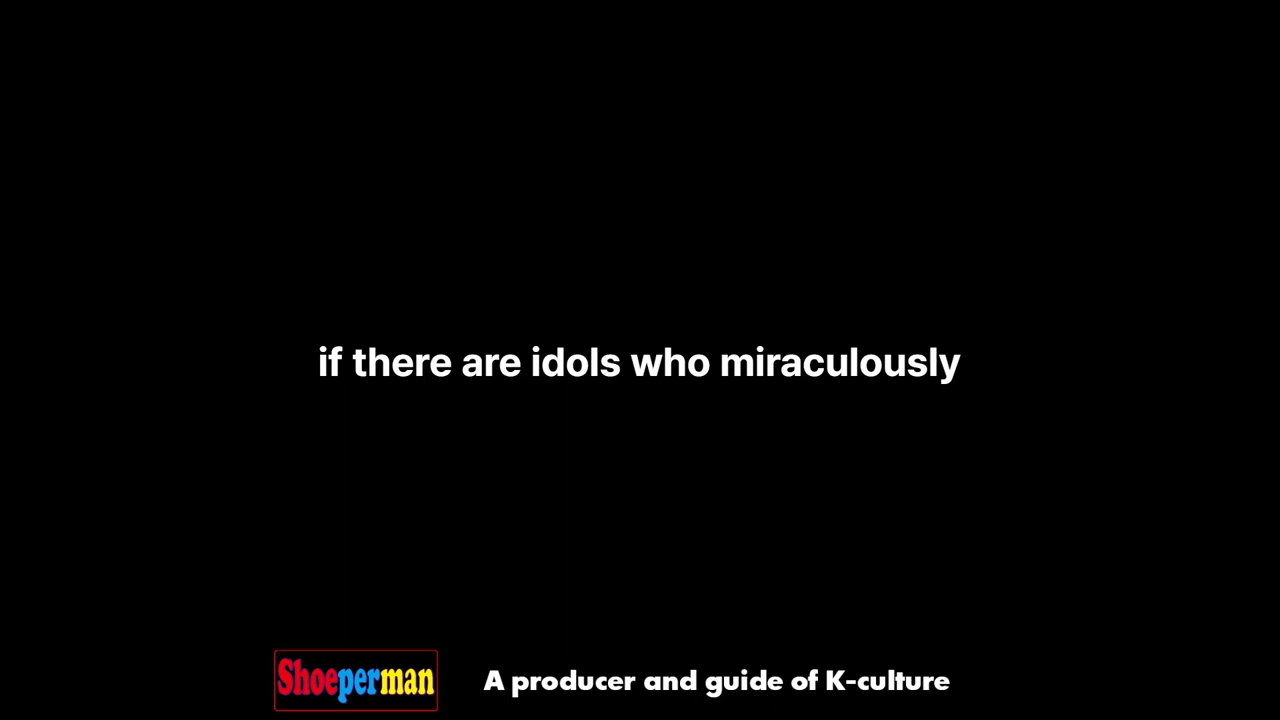 if there are idols who miraculously
Shoeperman
A producer and guide of K-culture